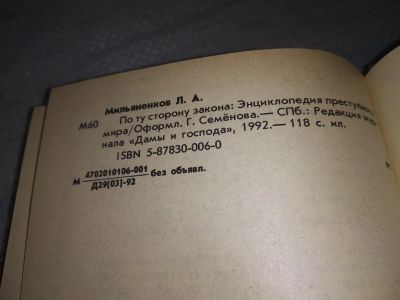 Мильяненков Л. А.
М60 По ту сторону закона: Энциклопедия преступного
мира/Оформл. Г. Семёнова.— СПб.: Редакция жур-
нала «Дамы и господа», 1992.— 118 с. ил.
ISBN 5-87830-006-0
М 4702010106-001 без объявл.
Д29(03)-92